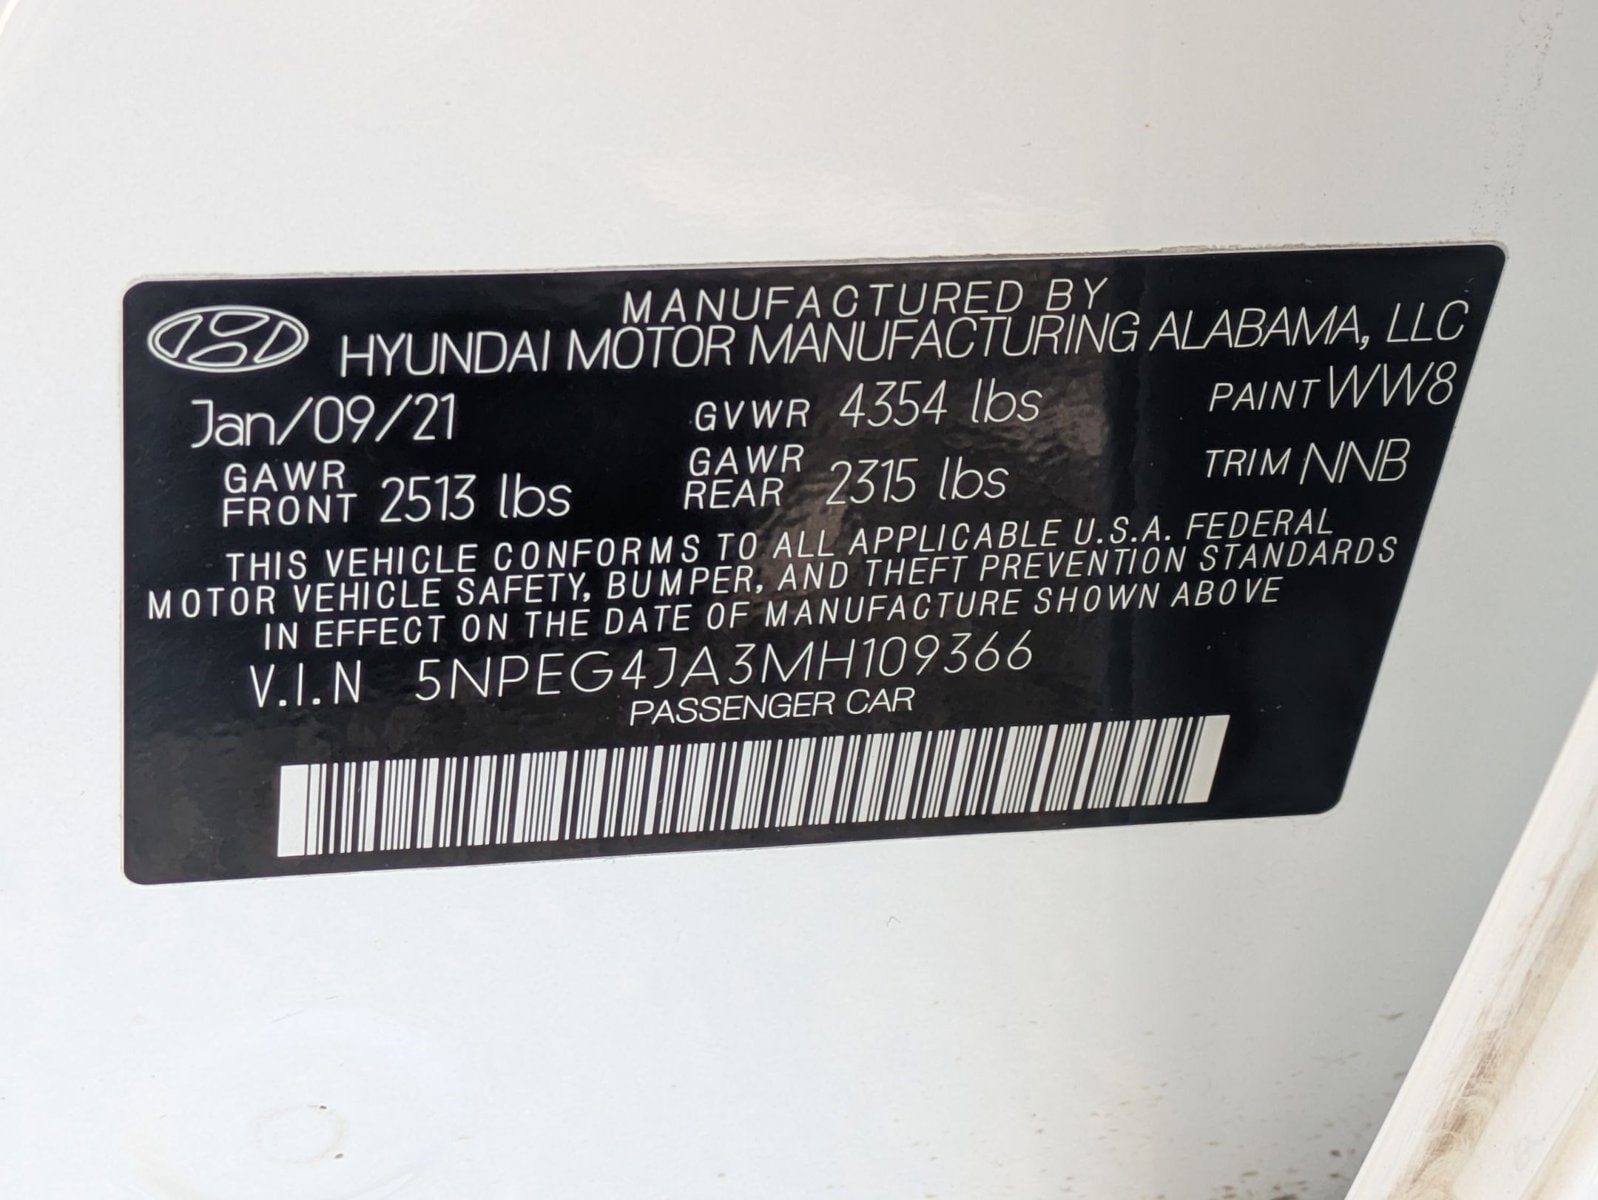 MANUFACTURED BY
HYUNDAI MOTOR MANUFACTURING ALABAMA, LLC
Jan/09/21 GVWR 4354 lbs PAINT WW8
GAWR FRONT 2513 lbs GAWR REAR 2315 lbs TRIM NNB
THIS VEHICLE CONFORMS TO ALL APPLICABLE U.S.A. FEDERAL
MOTOR VEHICLE SAFETY, BUMPER, AND THEFT PREVENTION STANDARDS
IN EFFECT ON THE DATE OF MANUFACTURE SHOWN ABOVE
V.I.N 5NPEG4JA3MH109366
PASSENGER CAR